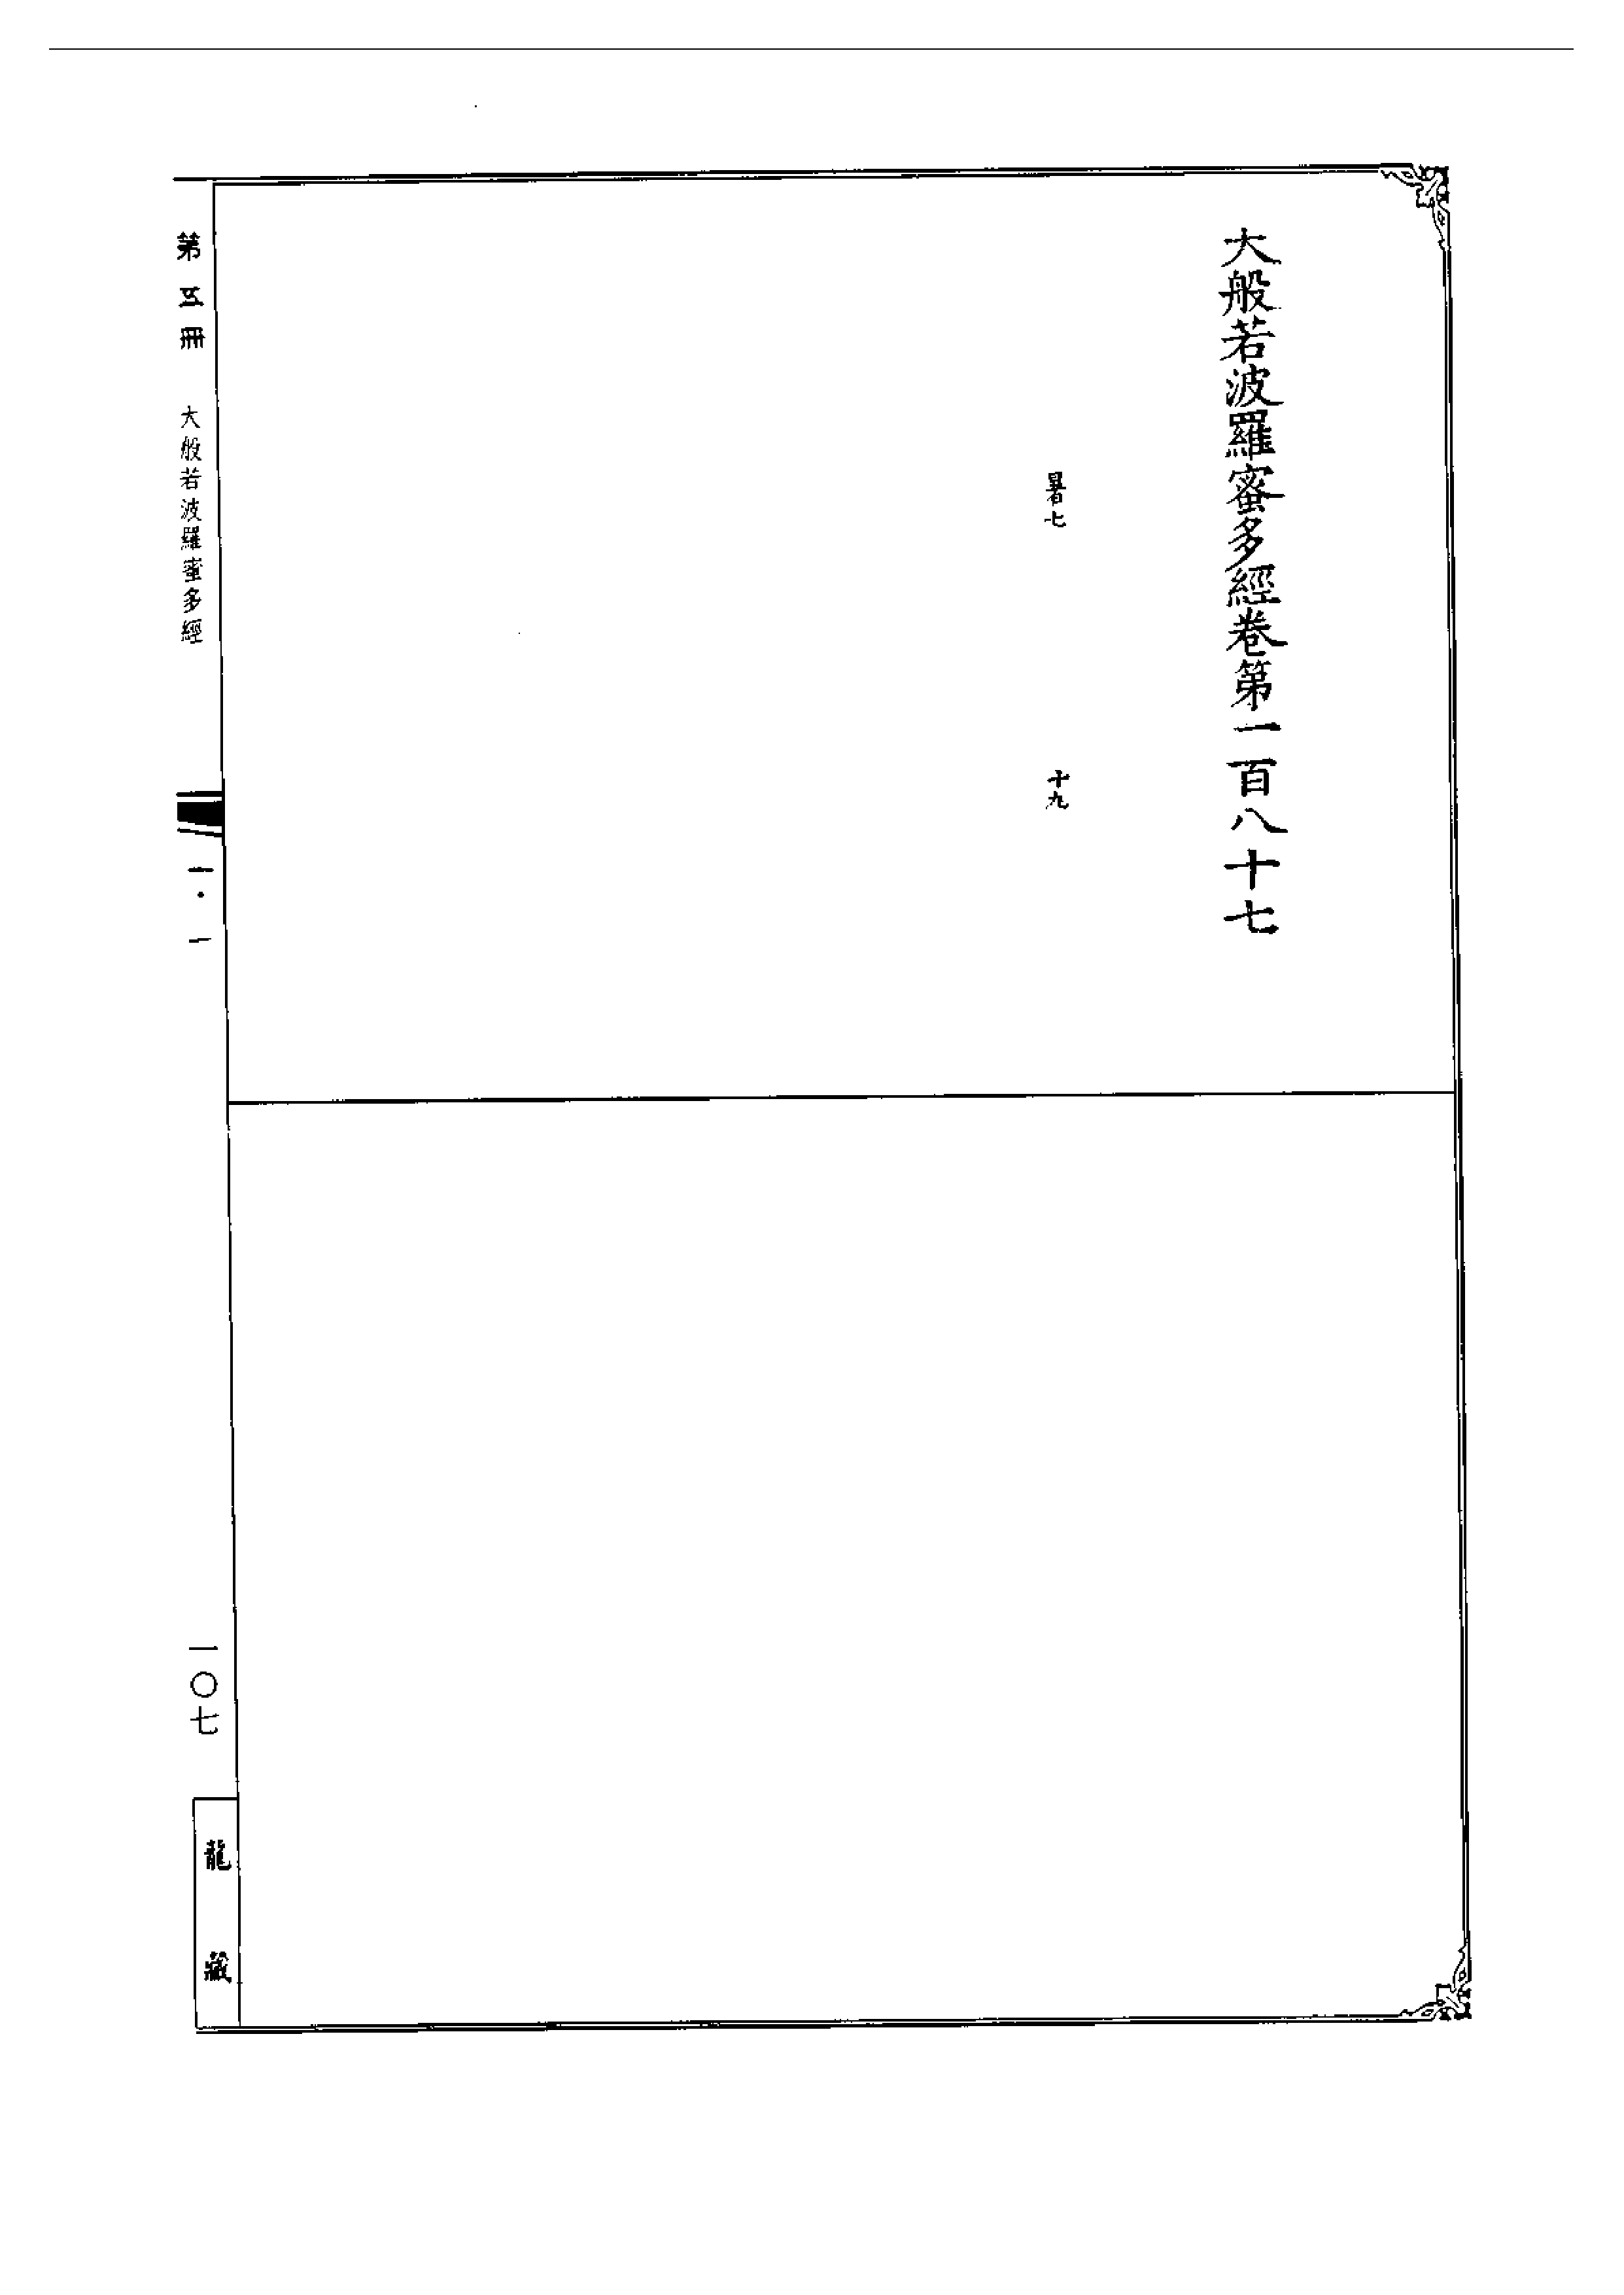 大般若波羅蜜多經卷第一百八十七
暑七
十九
第五冊
大般若波羅蜜多經
一·一
一〇七
龍藏